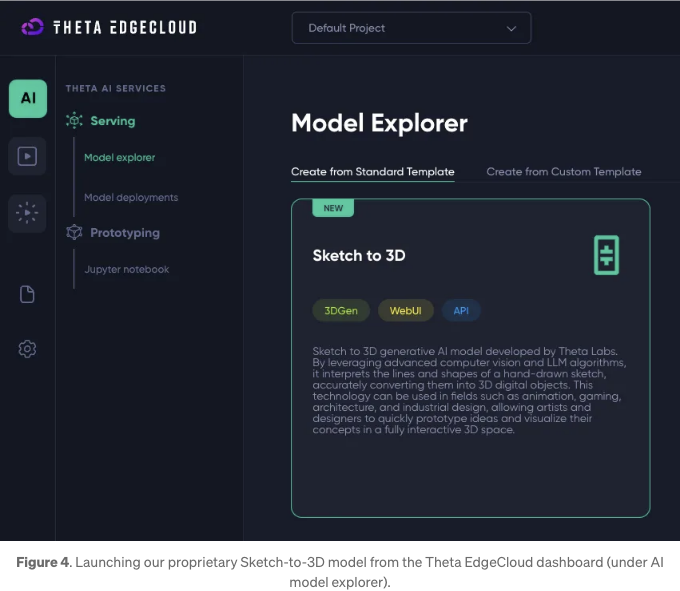 THETA EDGECLOUD
Default Project
AI
THETA AI SERVICES
Serving
Model explorer
Model deployments
Prototyping
Jupyter notebook
Model Explorer
Create from Standard Template
Create from Custom Template
NEW
Sketch to 3D
3DGen
WebUI
API
Sketch to 3D generative AI model developed by Theta Labs.
By leveraging advanced computer vision and LLM algorithms,
it interprets the lines and shapes of a hand-drawn sketch,
accurately converting them into 3D digital objects. This
technology can be used in fields such as animation, gaming,
architecture, and industrial design, allowing artists and
designers to quickly prototype ideas and visualize their
concepts in a fully interactive 3D space.
Figure 4. Launching our proprietary Sketch-to-3D model from the Theta EdgeCloud dashboard (under AI
model explorer).